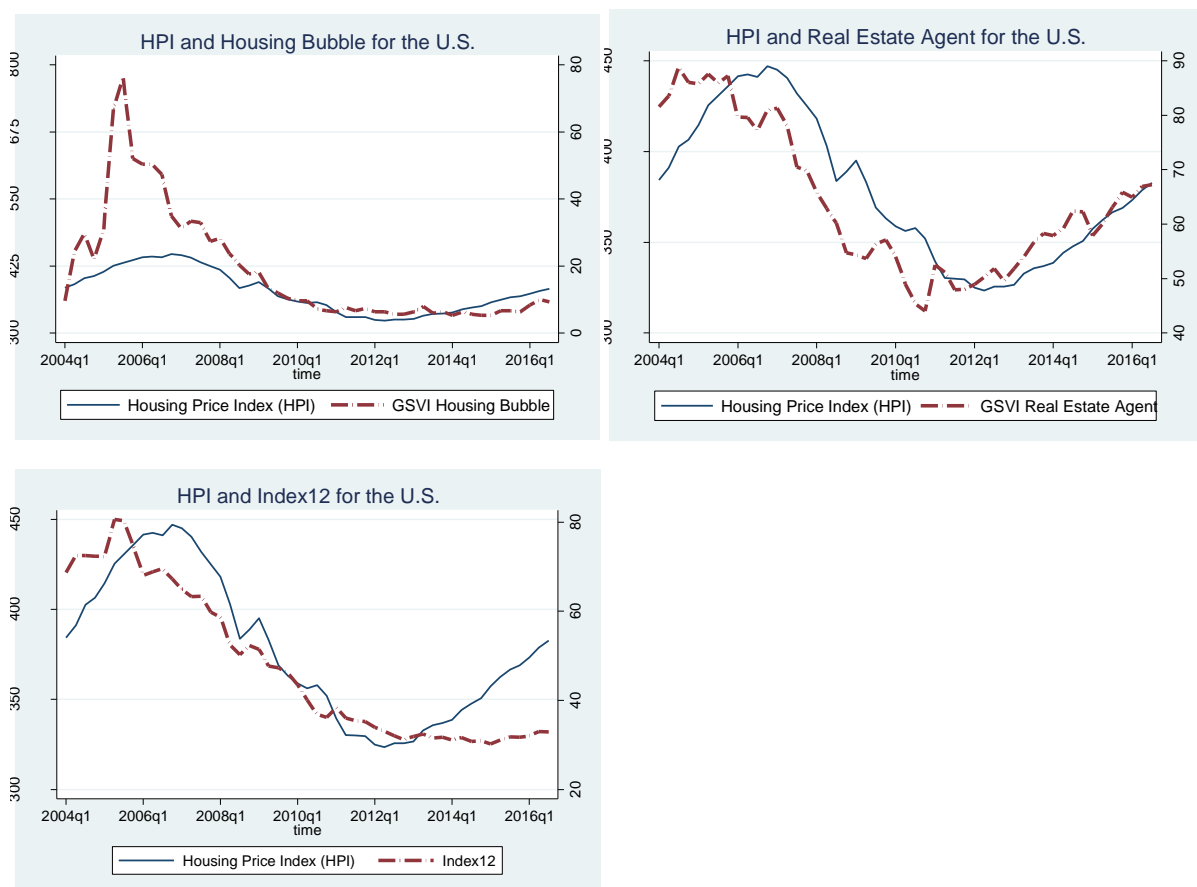 HPI and Housing Bubble for the U.S.
800
675
550
425
300
80
60
40
20
0
2004q1 2006q1 2008q1 2010q1 2012q1 2014q1 2016q1
time
Housing Price Index (HPI) GSVI Housing Bubble
HPI and Real Estate Agent for the U.S.
450
400
350
300
90
80
70
60
50
40
2004q1 2006q1 2008q1 2010q1 2012q1 2014q1 2016q1
time
Housing Price Index (HPI) GSVI Real Estate Agent
HPI and Index12 for the U.S.
450
400
350
300
80
60
40
20
2004q1 2006q1 2008q1 2010q1 2012q1 2014q1 2016q1
time
Housing Price Index (HPI) Index12